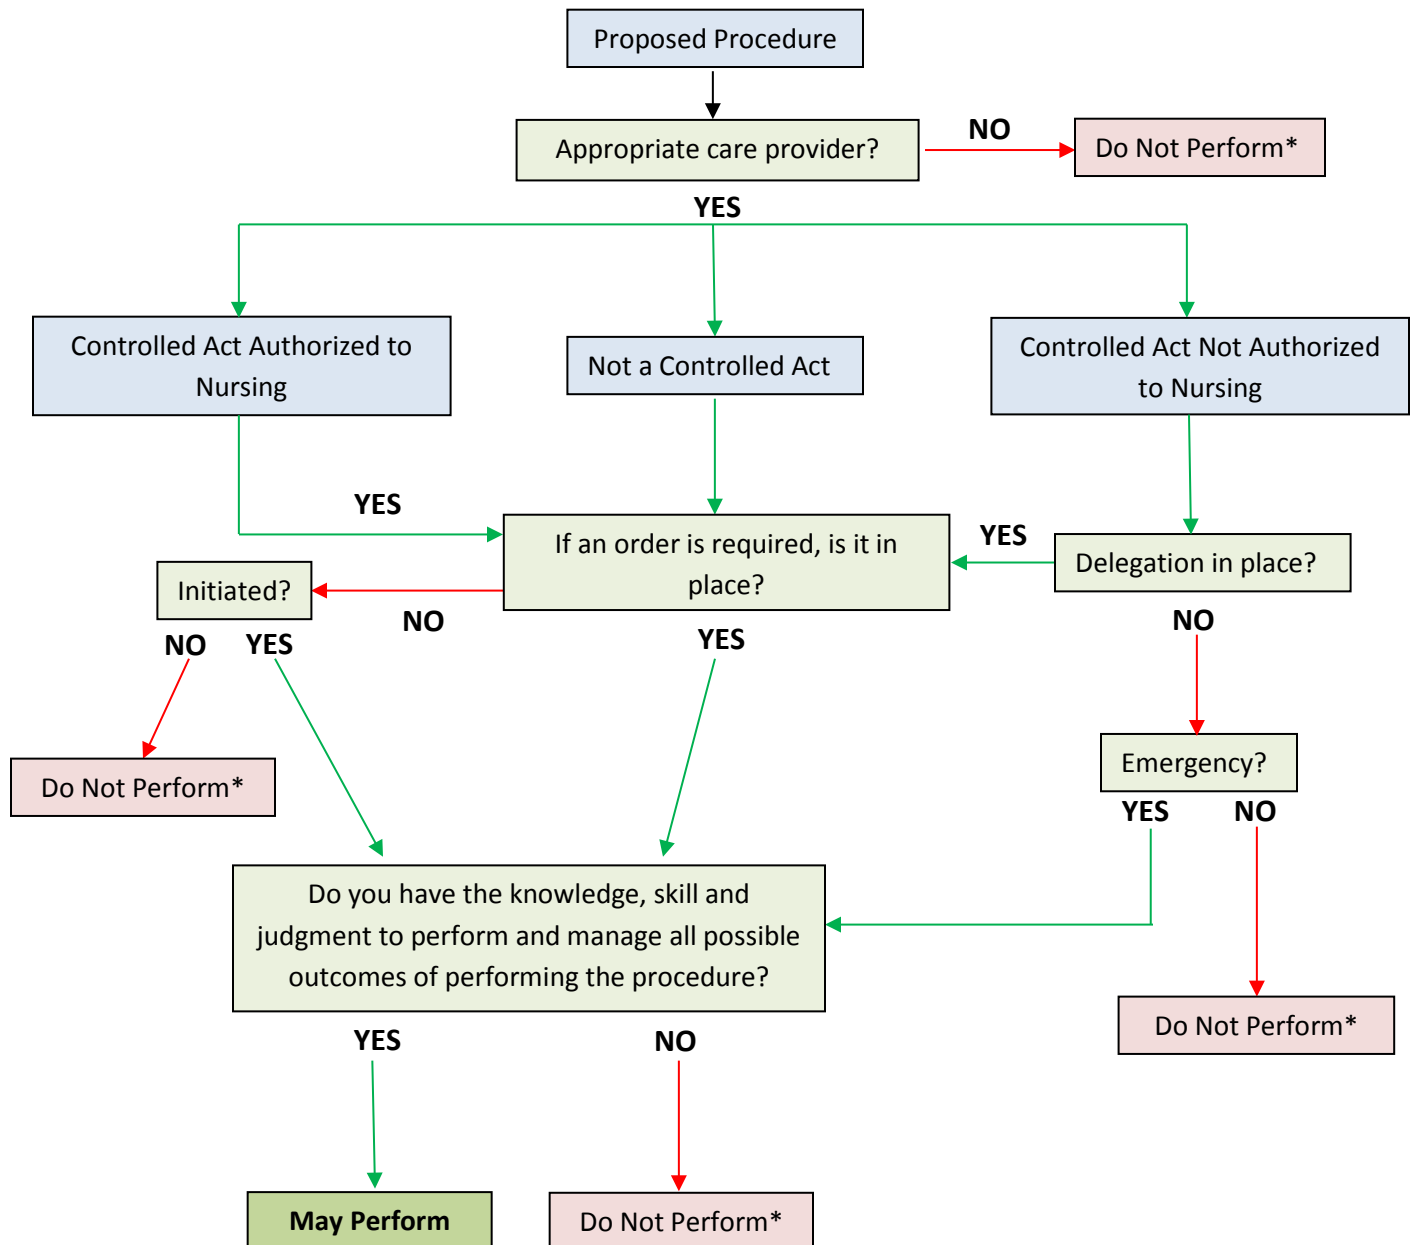 Proposed Procedure
Appropriate care provider?
NO
Do Not Perform*
YES
Controlled Act Authorized to
Nursing
Not a Controlled Act
Controlled Act Not Authorized
to Nursing
YES
If an order is required, is it in
place?
YES
Delegation in place?
Initiated?
NO
YES
NO
NO
YES
Do Not Perform*
Emergency?
YES
NO
Do you have the knowledge, skill and
judgment to perform and manage all possible
outcomes of performing the procedure?
Do Not Perform*
YES
NO
May Perform
Do Not Perform*